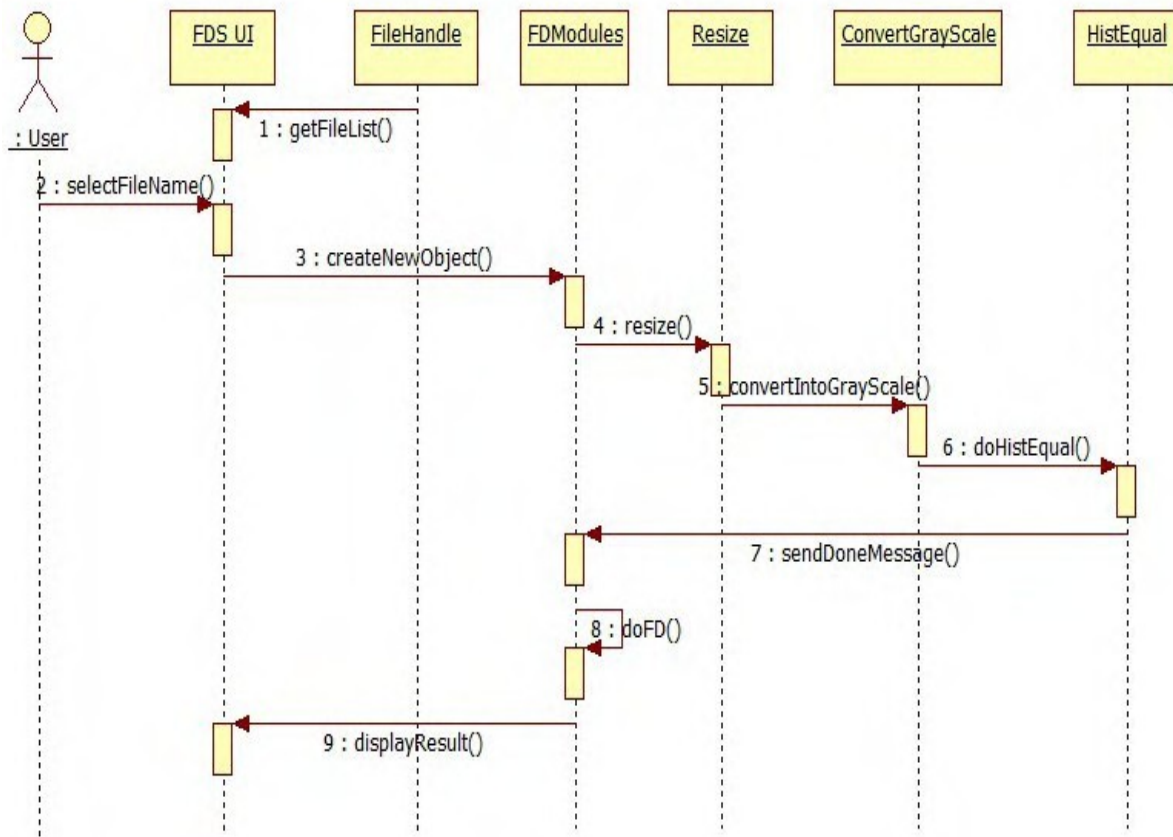 FDS UI
FileHandle
FDModules
Resize
ConvertGrayScale
HistEqual
: User
1 : getFileList()
2 : selectFileName()
3 : createNewObject()
4 : resize()
5 : convertIntoGrayScale()
6 : doHistEqual()
7 : sendDoneMessage()
8 : doFD()
9 : displayResult()